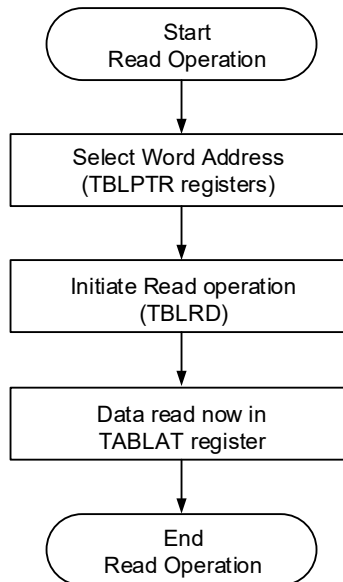 Start
Read Operation
Select Word Address
(TBLPTR registers)
Initiate Read operation
(TBLRD)
Data read now in
TABLAT register
End
Read Operation